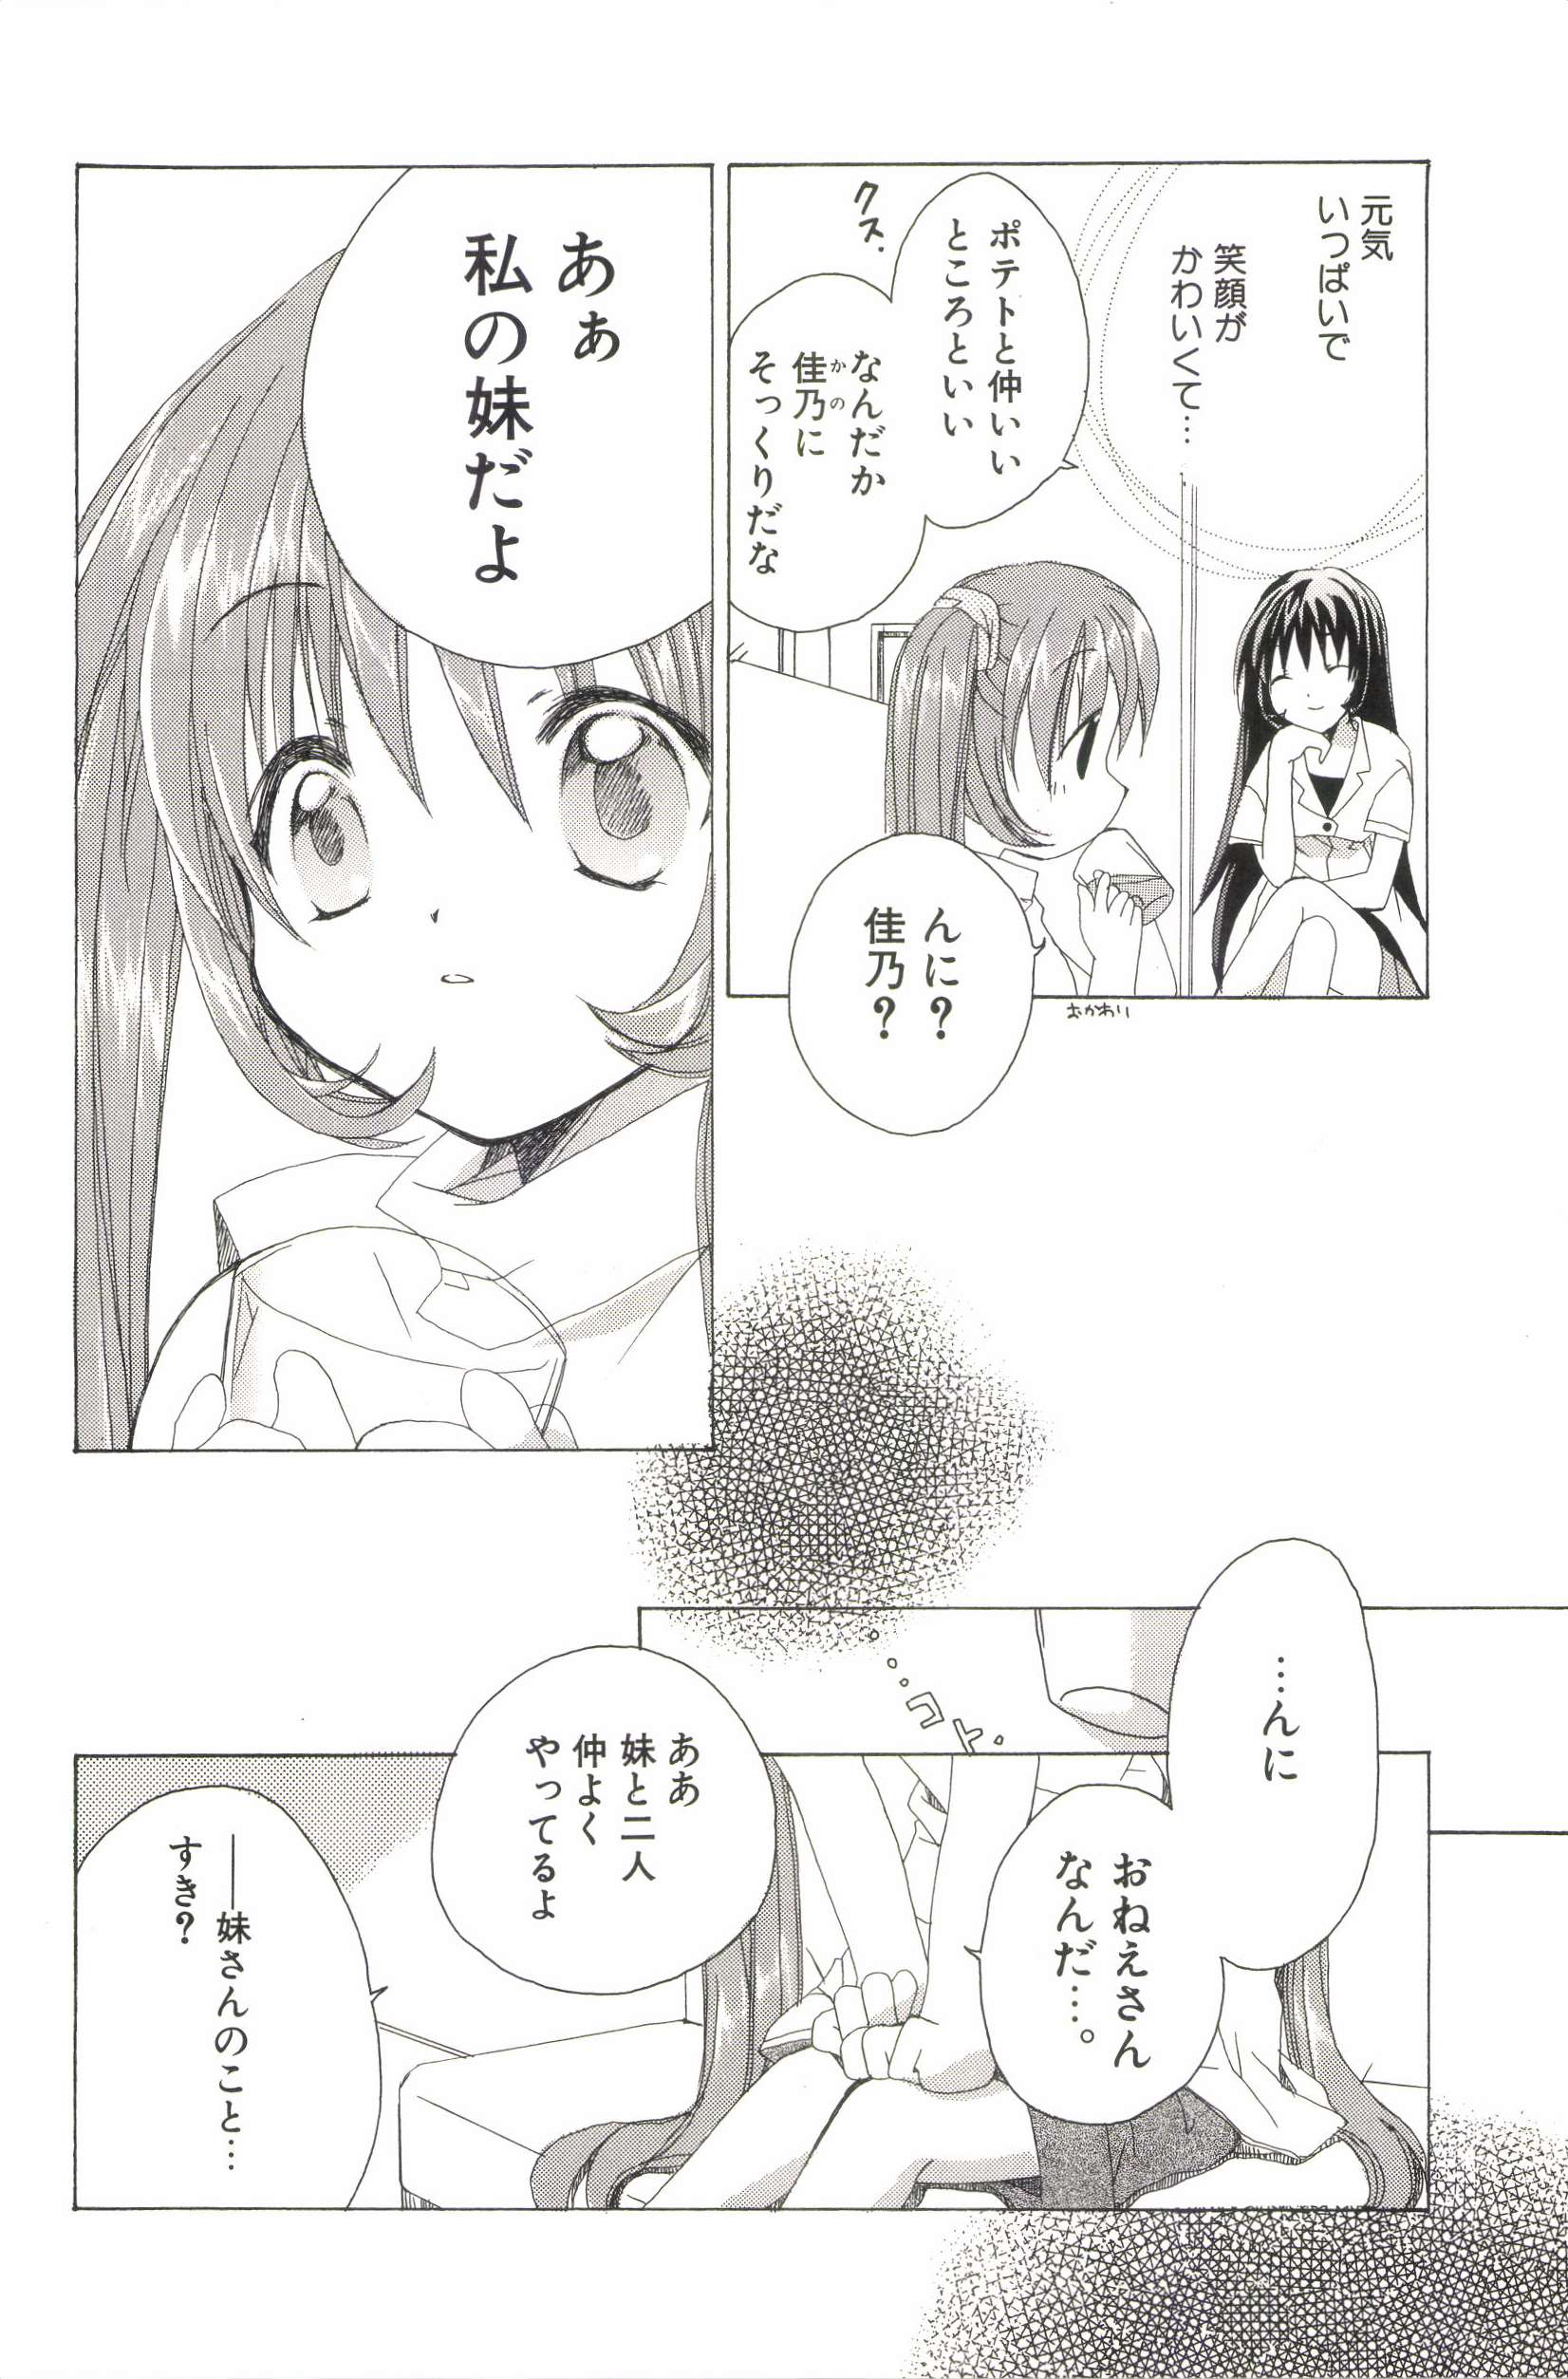 元気
いっぱいで
笑顔が
かわいくて…
ポテトと仲いい
ところといい
クス.
なんだか
佳乃に
かの
そっくりだな
んに?
佳乃?
おかわり
あぁ
私の妹だよ
…んに
おねえさん
なんだ…。
コト。
ああ
妹と二人
仲よく
やってるよ
――妹さんのこと…
すき?